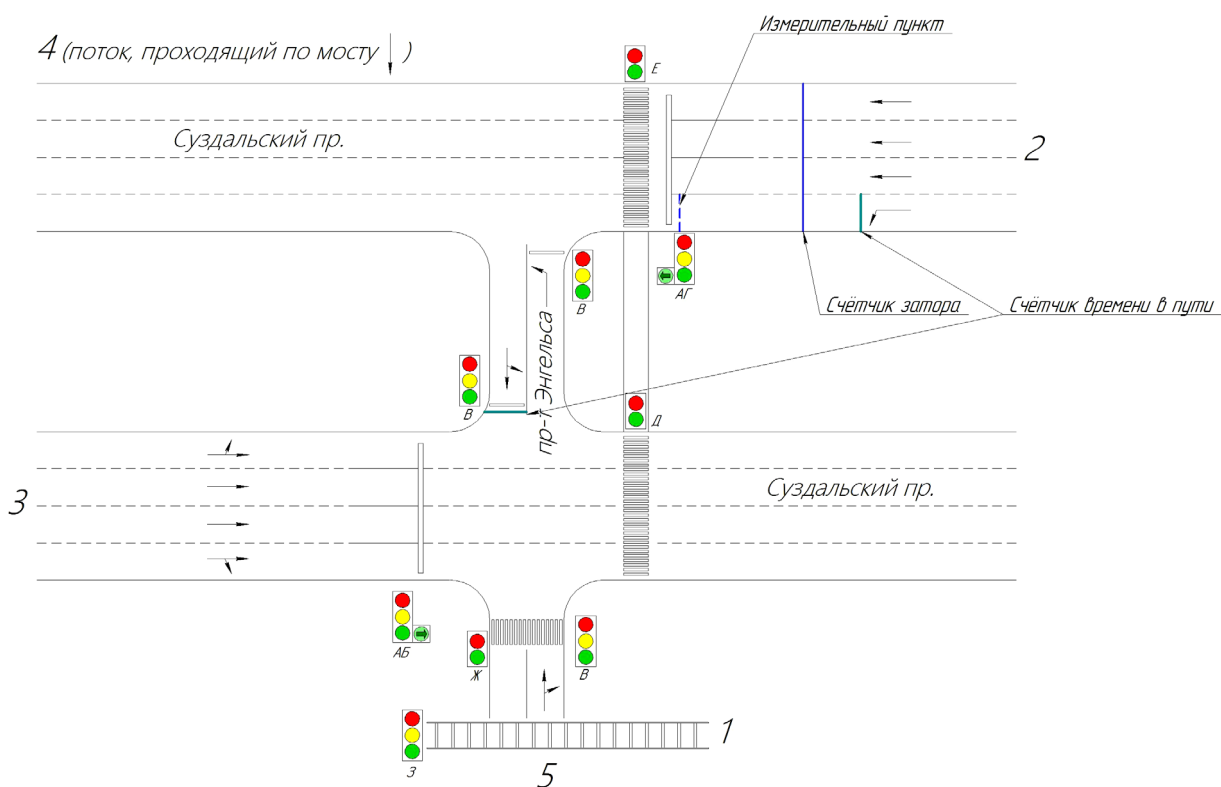 Измерительный пункт
4 (поток, проходящий по мосту )
Е
Суздальский пр.
2
В
АГ
Счётчик затора
Счётчик времени в пути
пр-т Энгельса
В
Д
3
Суздальский пр.
АБ
Ж
В
З
1
5